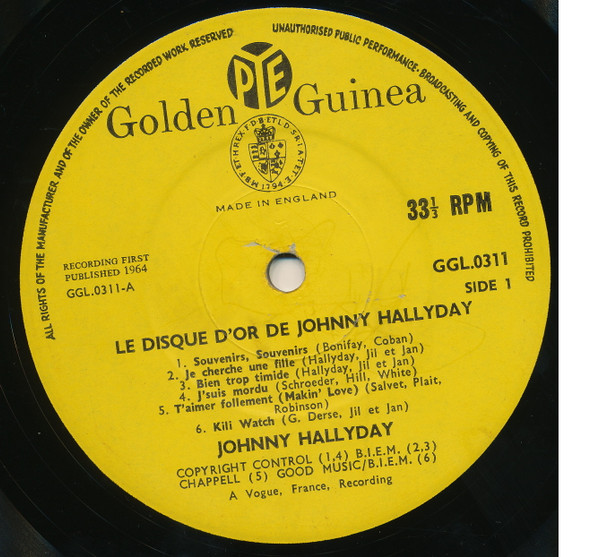 ALL RIGHTS OF THE MANUFACTURER AND OF THE OWNER OF THE RECORDED WORK RESERVED
UNAUTHORISED PUBLIC PERFORMANCE · BROADCASTING AND COPYING OF THIS RECORD PROHIBITED
PYE
Golden Guinea
MADE IN ENGLAND
33⅓ RPM
RECORDING FIRST
PUBLISHED 1964
GGL.0311-A
GGL.0311
SIDE 1
LE DISQUE D'OR DE JOHNNY HALLYDAY
1. Souvenirs, Souvenirs (Bonifay, Coban)
2. Je cherche une fille (Hallyday, Jil et Jan)
3. Bien trop timide (Hallyday, Jil et Jan)
4. J'suis mordu (Schroeder, Hill, White)
5. T'aimer follement (Makin' Love) (Salvet, Plait,
Robinson)
6. Kili Watch (G. Derse, Jil et Jan)
JOHNNY HALLYDAY
COPYRIGHT CONTROL (1,4) B.I.E.M. (2,3)
CHAPPELL (5) GOOD MUSIC/B.I.E.M. (6)
A Vogue, France, Recording